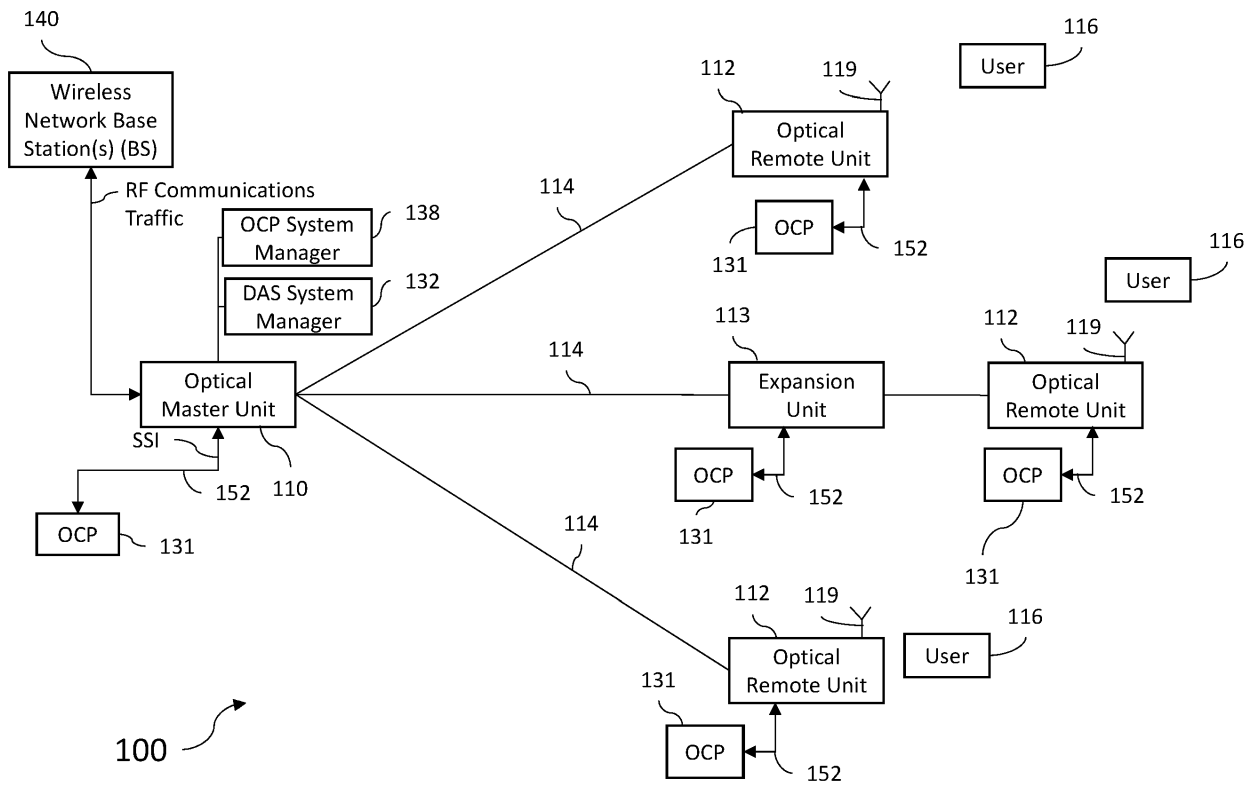 140
Wireless
Network Base
Station(s) (BS)
RF Communications
Traffic
OCP System
Manager
138
DAS System
Manager
132
Optical
Master Unit
SSI
152
110
OCP
131
114
112
119
Optical
Remote Unit
OCP
131
152
User
116
User
116
114
113
Expansion
Unit
OCP
131
152
112
119
Optical
Remote Unit
OCP
152
131
114
112
119
Optical
Remote Unit
User
116
131
OCP
152
100